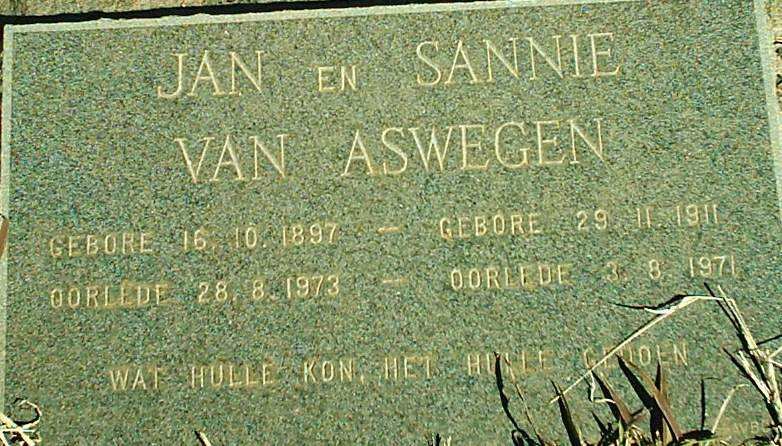 JAN EN SANNIE
VAN ASWEGEN
GEBORE 16.10.1897 — GEBORE 29.11.1911
OORLEDE 28.8.1973 — OORLEDE 3.8.1971
WAT HULLE KON, HET HULLE GEDOEN